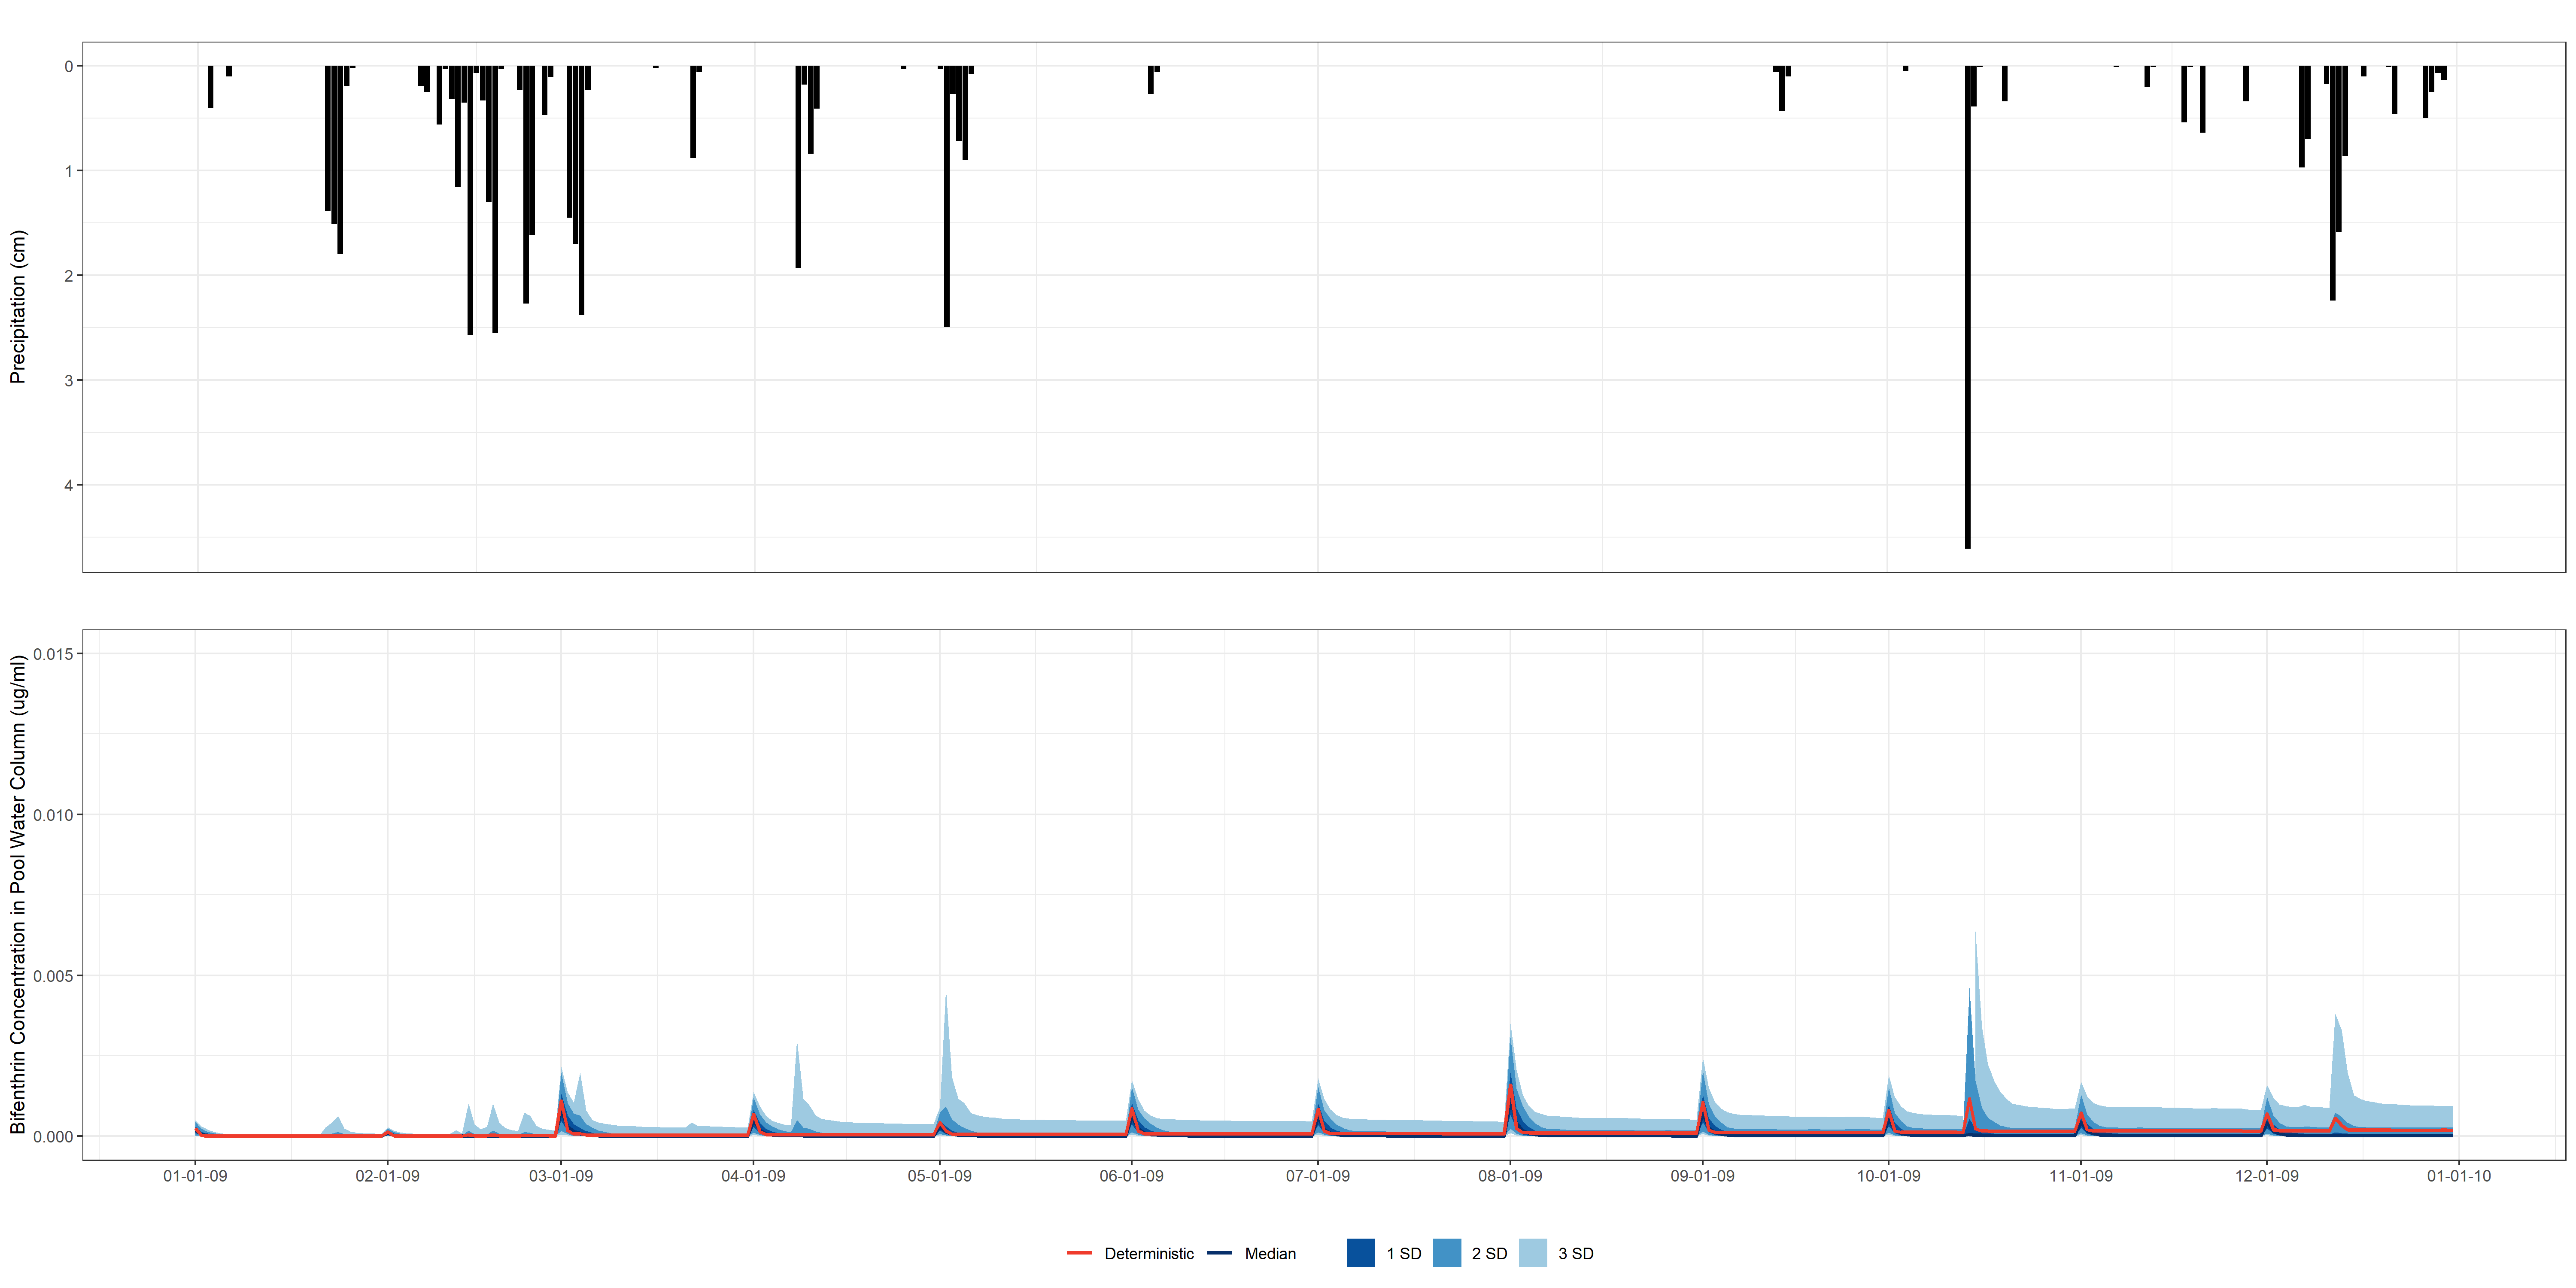 Precipitation (cm)
0
1
2
3
4
Bifenthrin Concentration in Pool Water Column (ug/ml)
0.015
0.010
0.005
0.000
01-01-09 02-01-09 03-01-09 04-01-09 05-01-09 06-01-09 07-01-09 08-01-09 09-01-09 10-01-09 11-01-09 12-01-09 01-01-10
Deterministic Median 1 SD 2 SD 3 SD